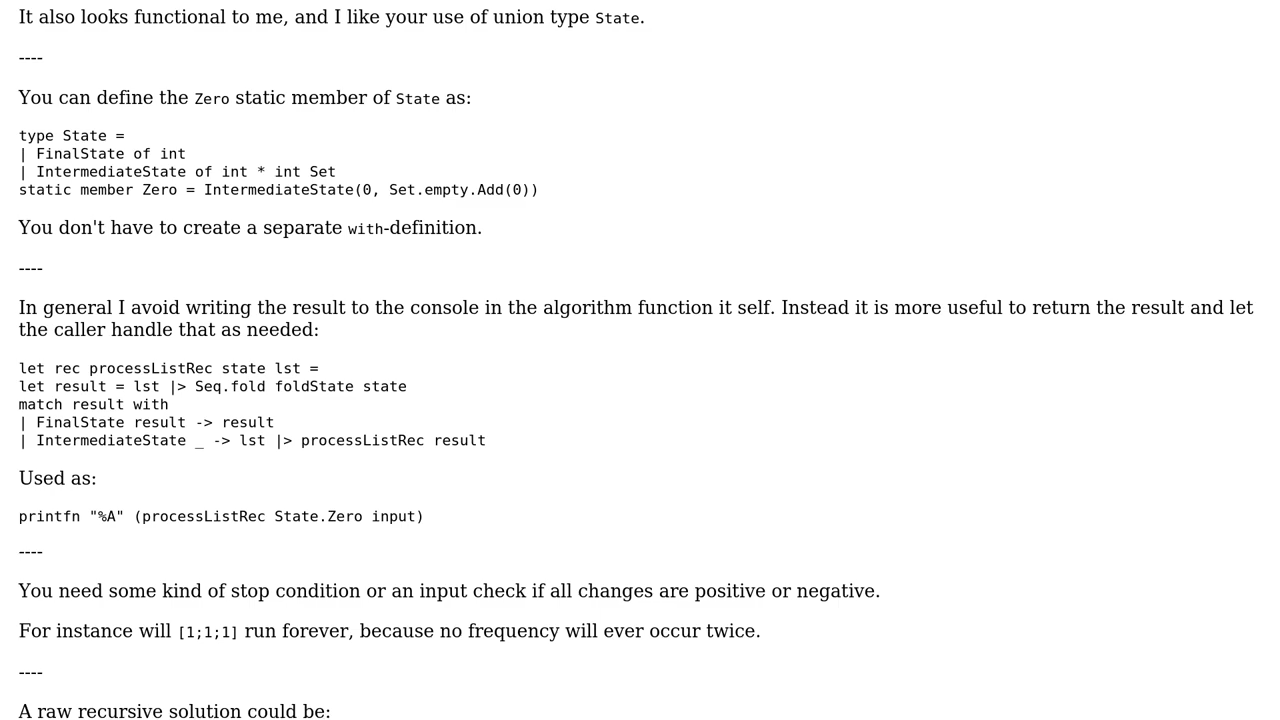 It also looks functional to me, and I like your use of union type State.
----
You can define the Zero static member of State as:
type State =
| FinalState of int
| IntermediateState of int * int Set
static member Zero = IntermediateState(0, Set.empty.Add(0))
You don't have to create a separate with-definition.
----
In general I avoid writing the result to the console in the algorithm function it self. Instead it is more useful to return the result and let
the caller handle that as needed:
let rec processListRec state lst =
let result = lst |> Seq.fold foldState state
match result with
| FinalState result -> result
| IntermediateState _ -> lst |> processListRec result
Used as:
printfn "%A" (processListRec State.Zero input)
----
You need some kind of stop condition or an input check if all changes are positive or negative.
For instance will [1;1;1] run forever, because no frequency will ever occur twice.
----
A raw recursive solution could be: